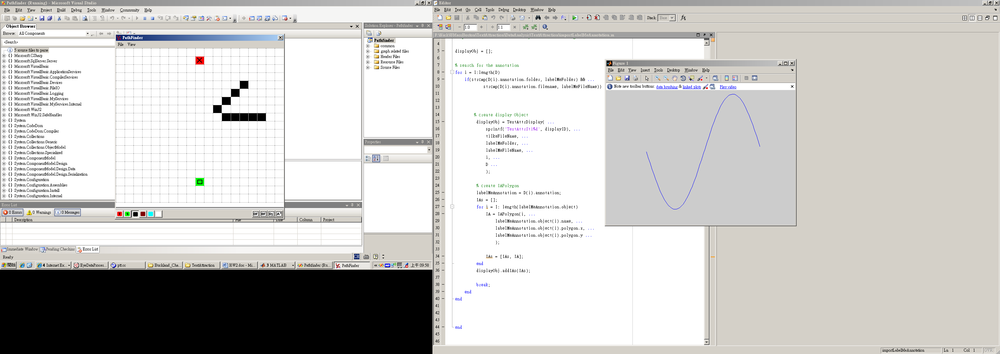 Pathfinder (Running) - Microsoft Visual Studio
File Edit View Project Build Debug Tools Window Community Help
Object Browser
Browse: All Components
<Search>
5 source files to parse
Microsoft.CSharp
Microsoft.SqlServer.Server
Microsoft.VisualBasic
Microsoft.VisualBasic.ApplicationServices
Microsoft.VisualBasic.CompilerServices
Microsoft.VisualBasic.Devices
Microsoft.VisualBasic.FileIO
Microsoft.VisualBasic.Logging
Microsoft.VisualBasic.MyServices
Microsoft.VisualBasic.MyServices.Internal
Microsoft.Win32
Microsoft.Win32.SafeHandles
System
System.CodeDom
System.CodeDom.Compiler
System.Collections
System.Collections.Generic
System.Collections.ObjectModel
System.Collections.Specialized
System.ComponentModel
System.ComponentModel.Design
System.ComponentModel.Design.Data
System.ComponentModel.Design.Serialization
System.Configuration
System.Configuration.Assemblies
System.Configuration.Install
System.Configuration.Internal
PathFinder
File View
T S DF BF Dj A*
Solution Explorer - Pathfinder
Pathfinder
common
graph related files
Header Files
Resource Files
Source Files
Properties
Error List
0 Errors 0 Warnings 0 Messages
Description File Line Column Project
Immediate Window Pending Checkins Error List
Ready
CH
開始 4 Internet Ex... EyeDataProces... ptt.cc Buckland_Cha... TextAttraction HW2.doc - Mi... 3 MATLAB Pathfinder (Ru... PathFinder « 上午 09:58
Editor
File Edit Text Go Cell Tools Debug Desktop Window Help
Stack: Base fx
− 1.0 + ÷ 1.1 ×
F:\Nick\UMassBoston\TextAttraction\DataAnalysis\TextAttraction\importLabelMeAnnotation.m
4
5 displayObj = [];
6
7 % search for the annotation
8 for i = 1:length(D)
9 if(strcmp(D(i).annotation.folder, labelMeFolder) && ...
10 strcmp(D(i).annotation.filename, labelMeFileName))
11
12
13
14 % create display Object
15 displayObj = TextAttrDisplay( ...
16 sprintf('TextAttrSti%d', displayID), ...
17 tilkeFileName, ...
18 labelMeFolder, ...
19 labelMeFileName, ...
20 i, ...
21 D ...
22 );
23
24 % create IAPolygon
25 labelMeAnnotation = D(i).annotation;
26 IAs = [];
27 for i = 1: length(labelMeAnnotation.object)
28 IA = IAPolygon(i, ...
29 labelMeAnnotation.object(i).name, ...
30 labelMeAnnotation.object(i).polygon.x, ...
31 labelMeAnnotation.object(i).polygon.y ...
32 );
33
34 IAs = [IAs, IA];
35 end
36 displayObj.addIAs(IAs);
37
38 break;
39 end
40 end
41
42
43
44 end
45
46
Figure 1
File Edit View Insert Tools Desktop Window Help
Note new toolbar buttons: data brushing & linked plots Play video
importLabelMeAnnotation Ln 1 Col 1 OVR